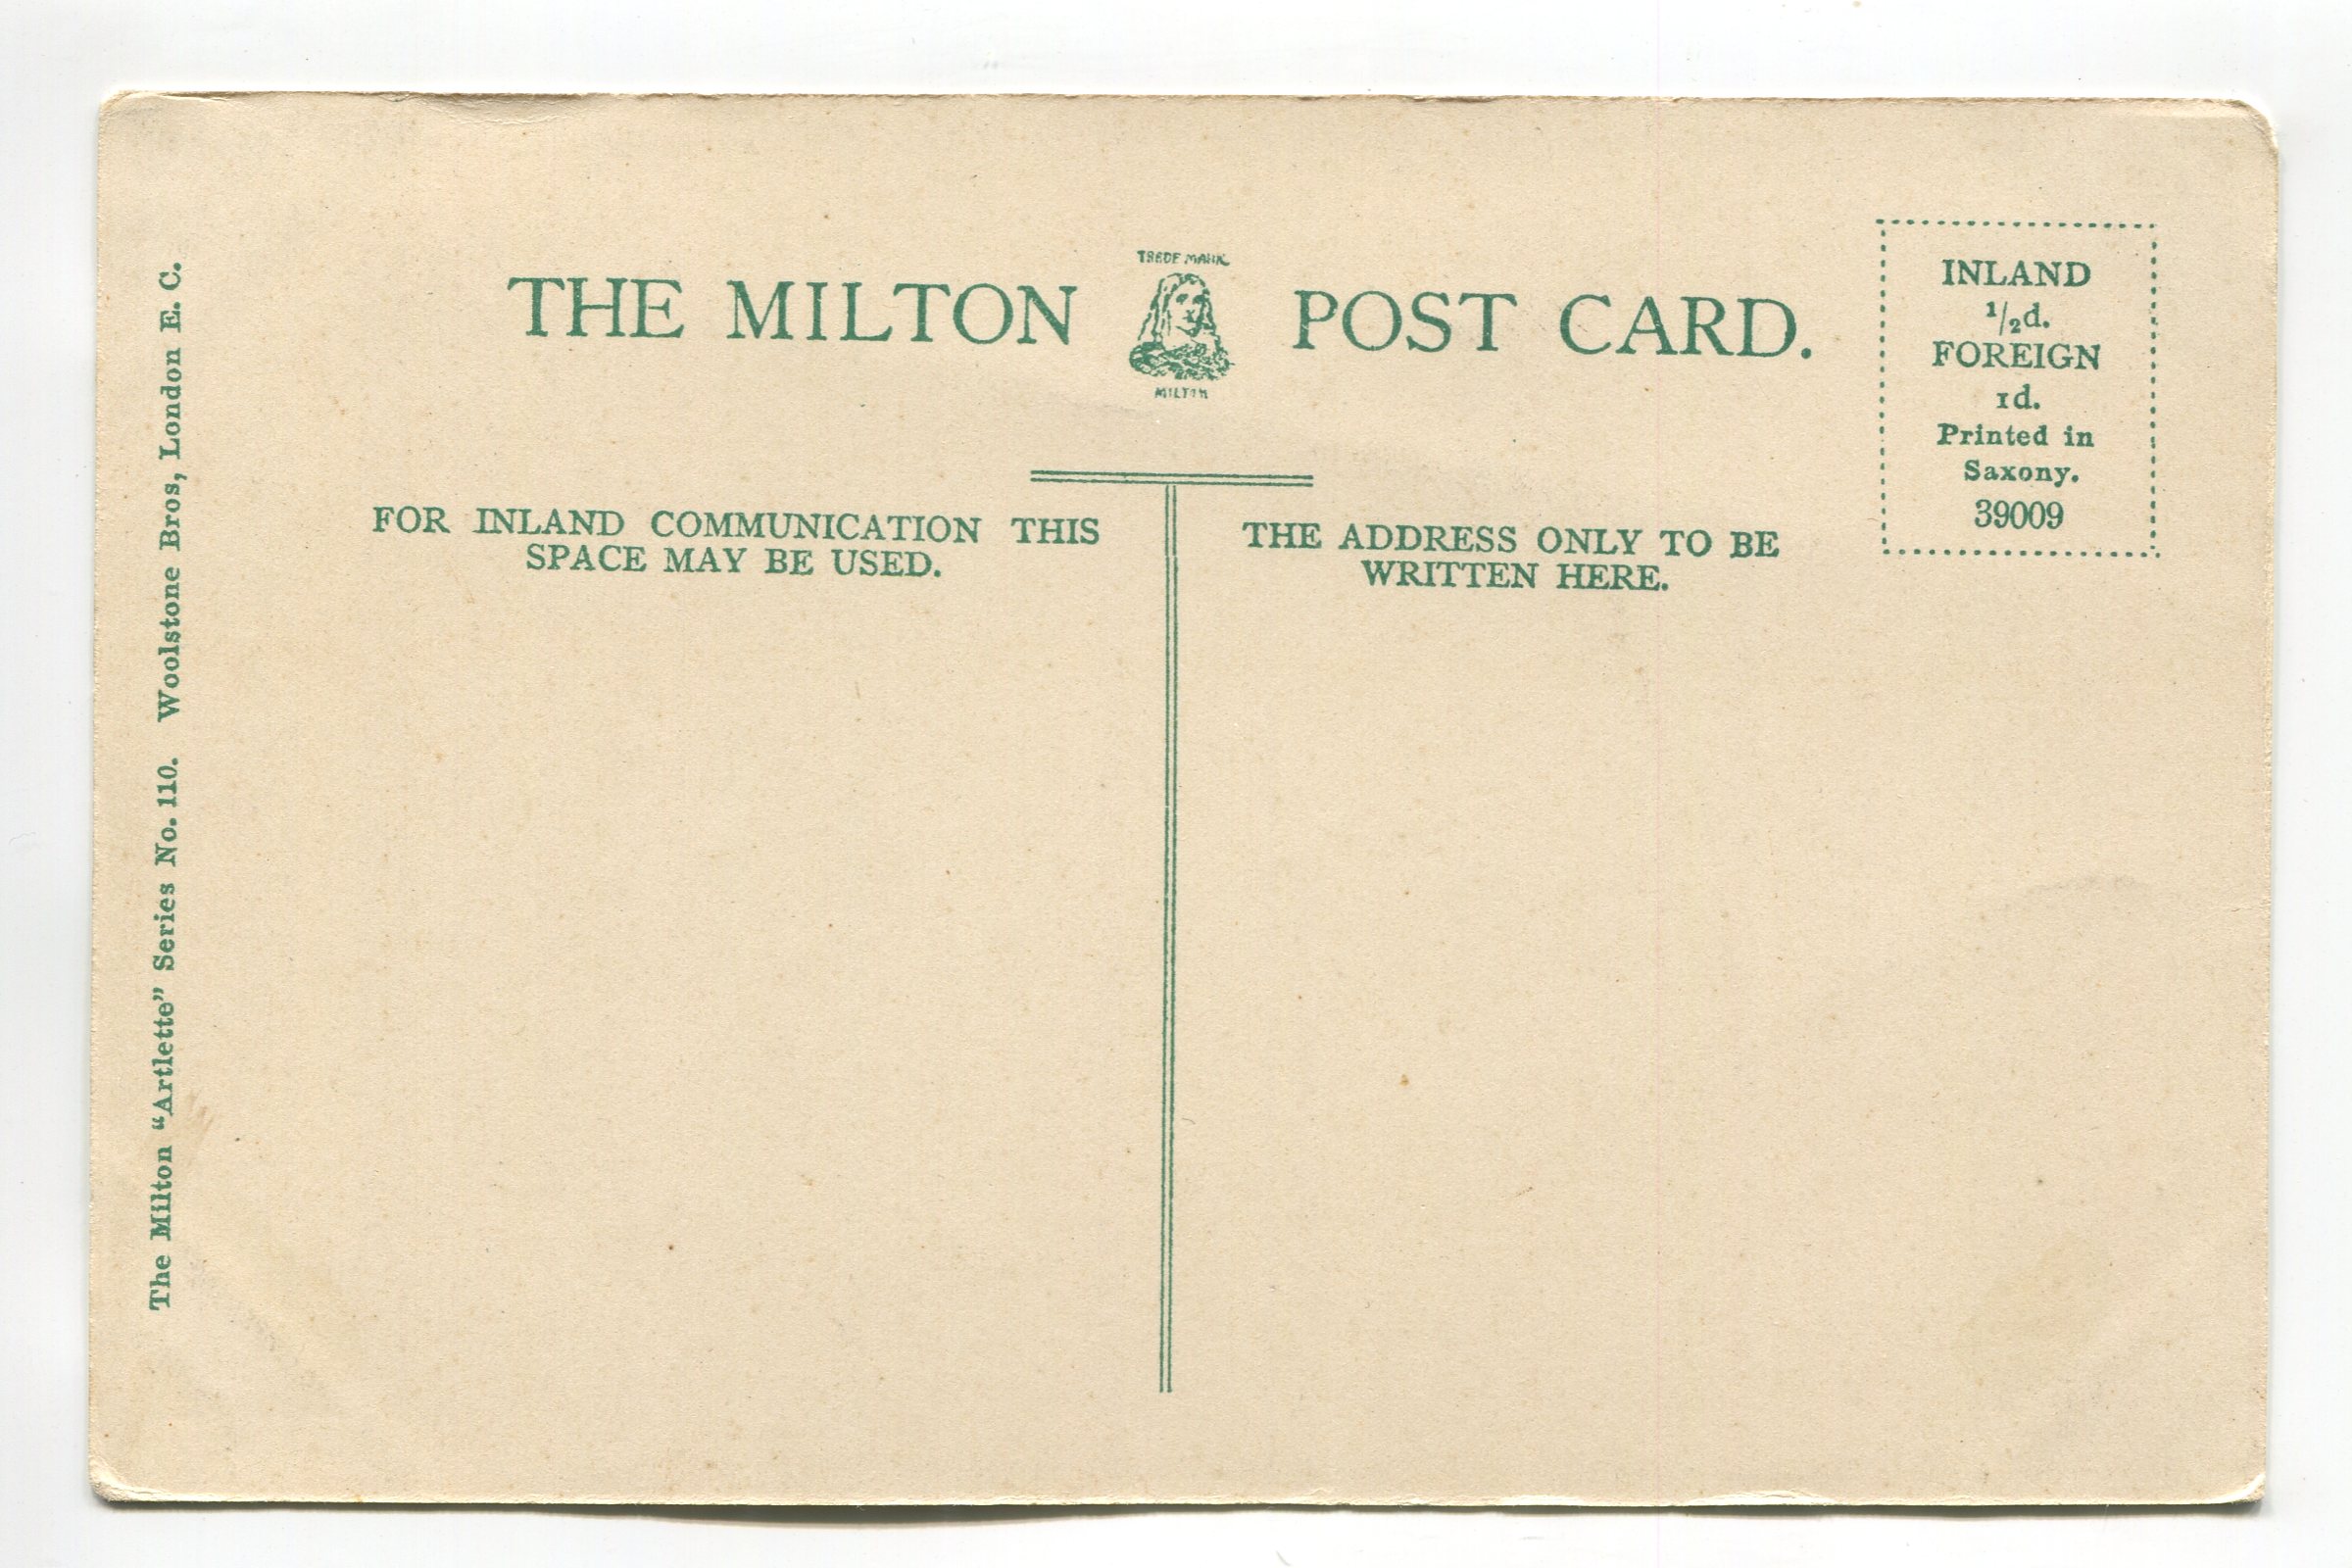 THE MILTON POST CARD.
TRADE MARK
MILTON
INLAND
1/2d.
FOREIGN
1d.
Printed in
Saxony.
39009
FOR INLAND COMMUNICATION THIS
SPACE MAY BE USED.
THE ADDRESS ONLY TO BE
WRITTEN HERE.
The Milton “Artlette” Series No. 110. Woolstone Bros, London E. C.